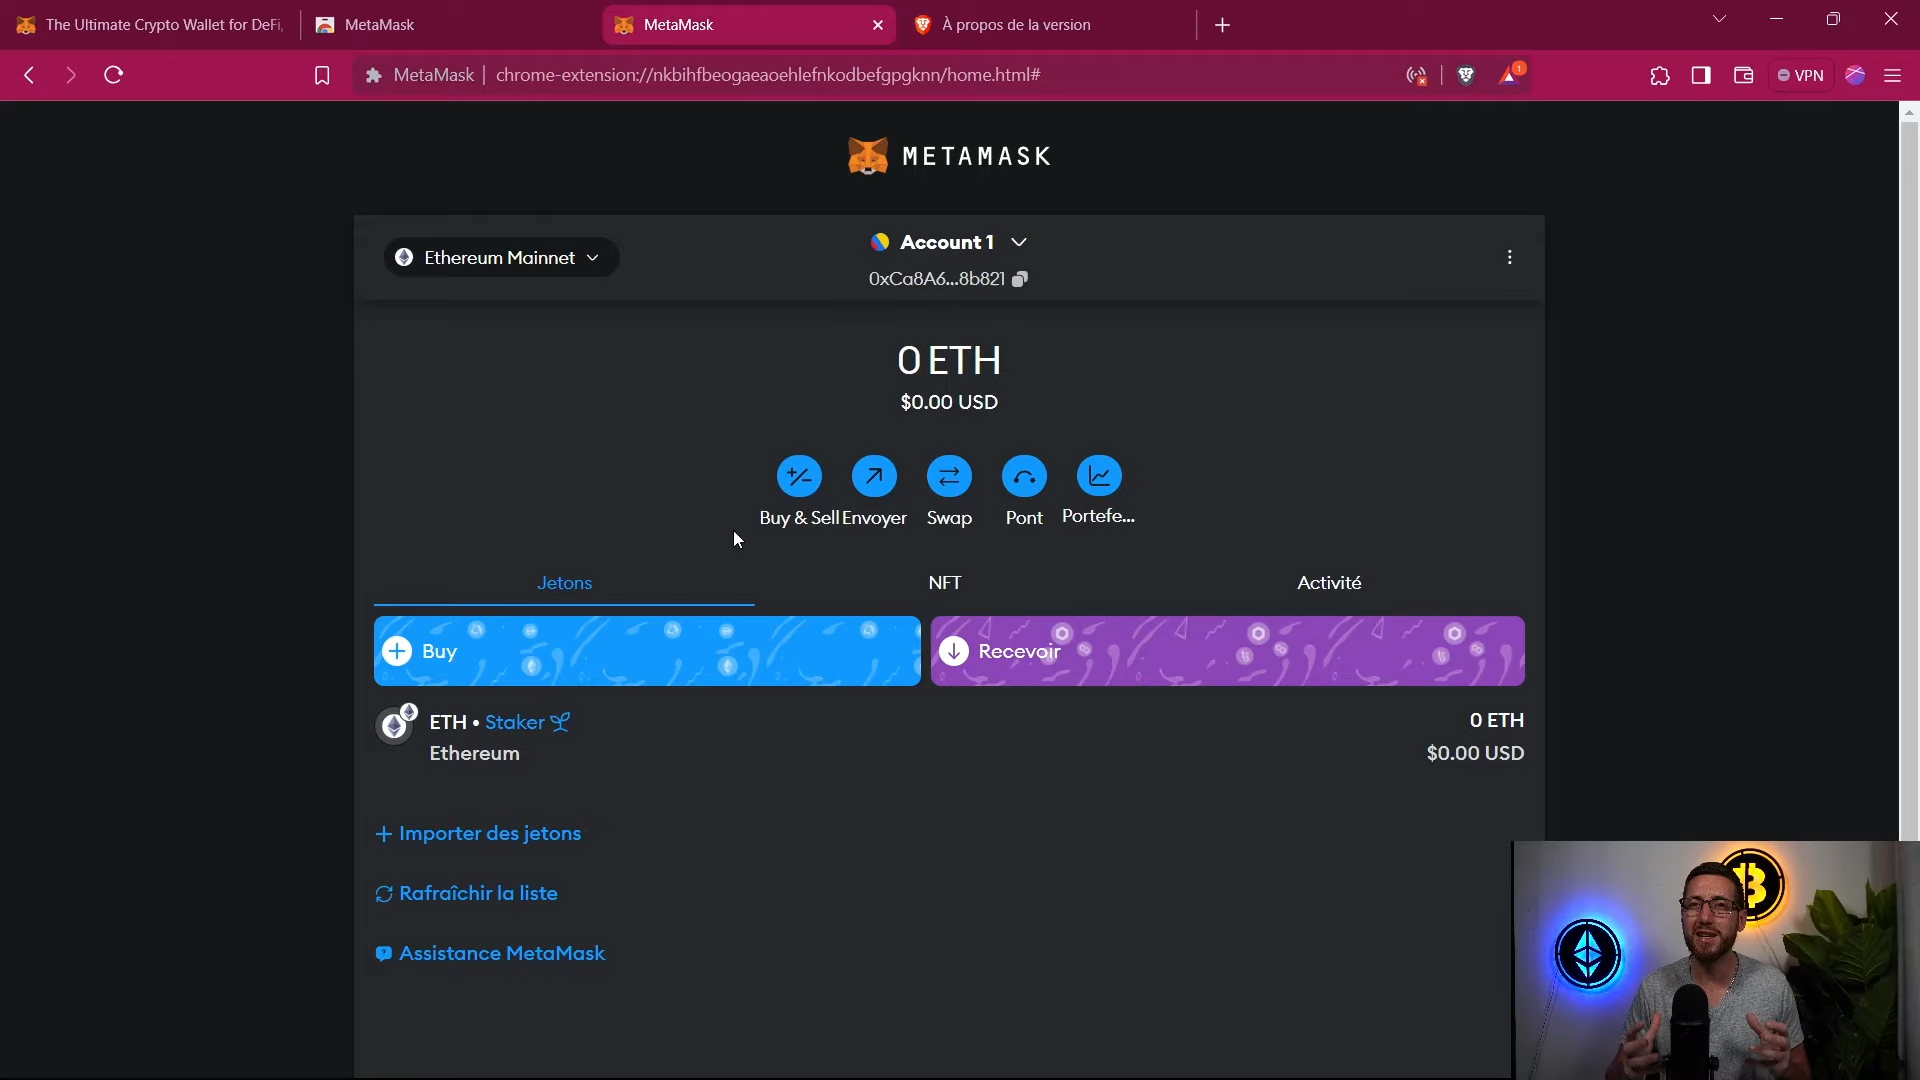 The Ultimate Crypto Wallet for DeFi,
MetaMask
MetaMask
À propos de la version
MetaMask
chrome-extension://nkbihfbeogaeaoehlefnkodbefgpgknn/home.html#
1
VPN
METAMASK
Ethereum Mainnet
Account 1
0xCa8A6...8b821
0 ETH
$0.00 USD
Buy & Sell
Envoyer
Swap
Pont
Portefe...
Jetons
NFT
Activité
Buy
Recevoir
ETH • Staker
0 ETH
Ethereum
$0.00 USD
+ Importer des jetons
Rafraîchir la liste
Assistance MetaMask